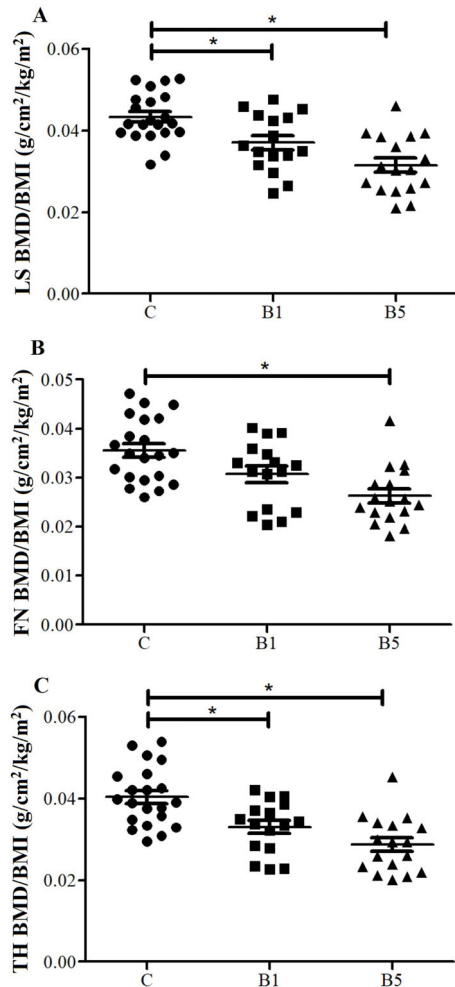 A
*
*
LS BMD/BMI (g/cm²/kg/m²)
0.06
0.04
0.02
0.00
C B1 B5
B
*
FN BMD/BMI (g/cm²/kg/m²)
0.05
0.04
0.03
0.02
0.01
0.00
C B1 B5
C
*
*
TH BMD/BMI (g/cm²/kg/m²)
0.06
0.04
0.02
0.00
C B1 B5